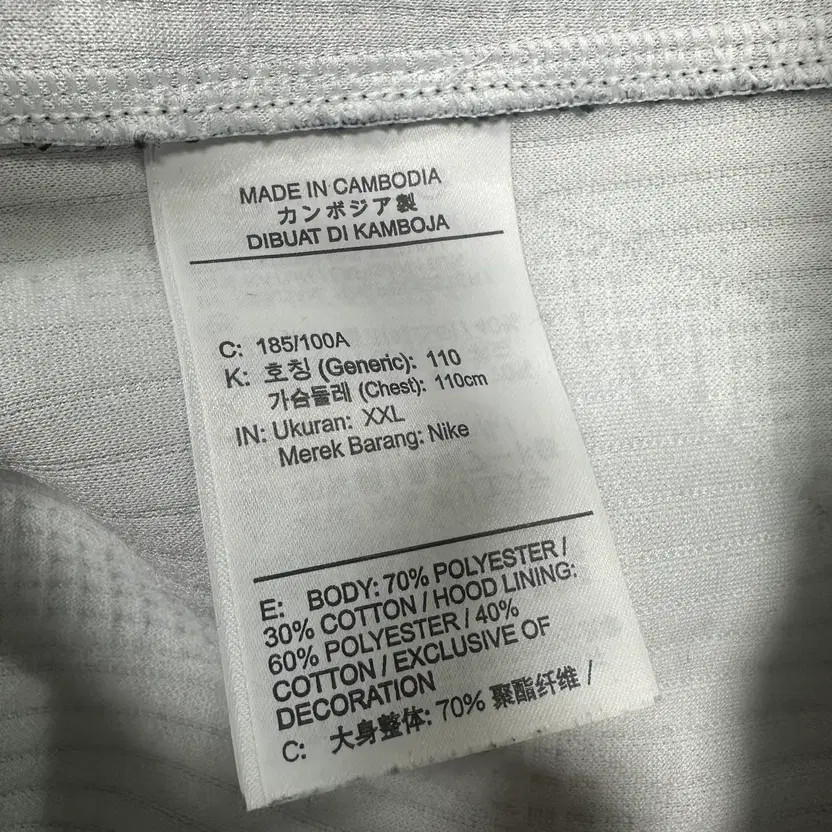 MADE IN CAMBODIA
カンボジア製
DIBUAT DI KAMBOJA
C: 185/100A
K: 호칭 (Generic): 110
가슴둘레 (Chest): 110cm
IN: Ukuran: XXL
Merek Barang: Nike
E: BODY: 70% POLYESTER /
30% COTTON / HOOD LINING:
60% POLYESTER / 40%
COTTON / EXCLUSIVE OF
DECORATION
C: 大身整体: 70% 聚酯纤维 /